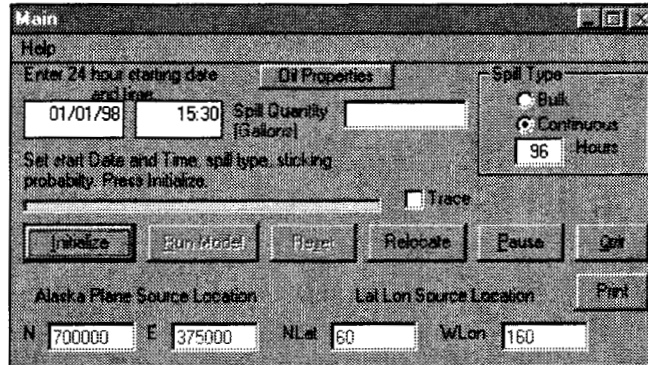 Main
Help
Enter 24 hour starting date
and time
Oil Properties
Spill Type
Bulk
Continuous
96 Hours
01/01/98
15:30
Spill Quantity
(Gallons)
Set start Date and Time, spill type, sticking
probability. Press Initialize.
Trace
Initialize
Run Model
Reset
Relocate
Pause
Quit
Alaska Plane Source Location
Lat Lon Source Location
Print
N 700000 E 375000 NLat 60 WLon 160